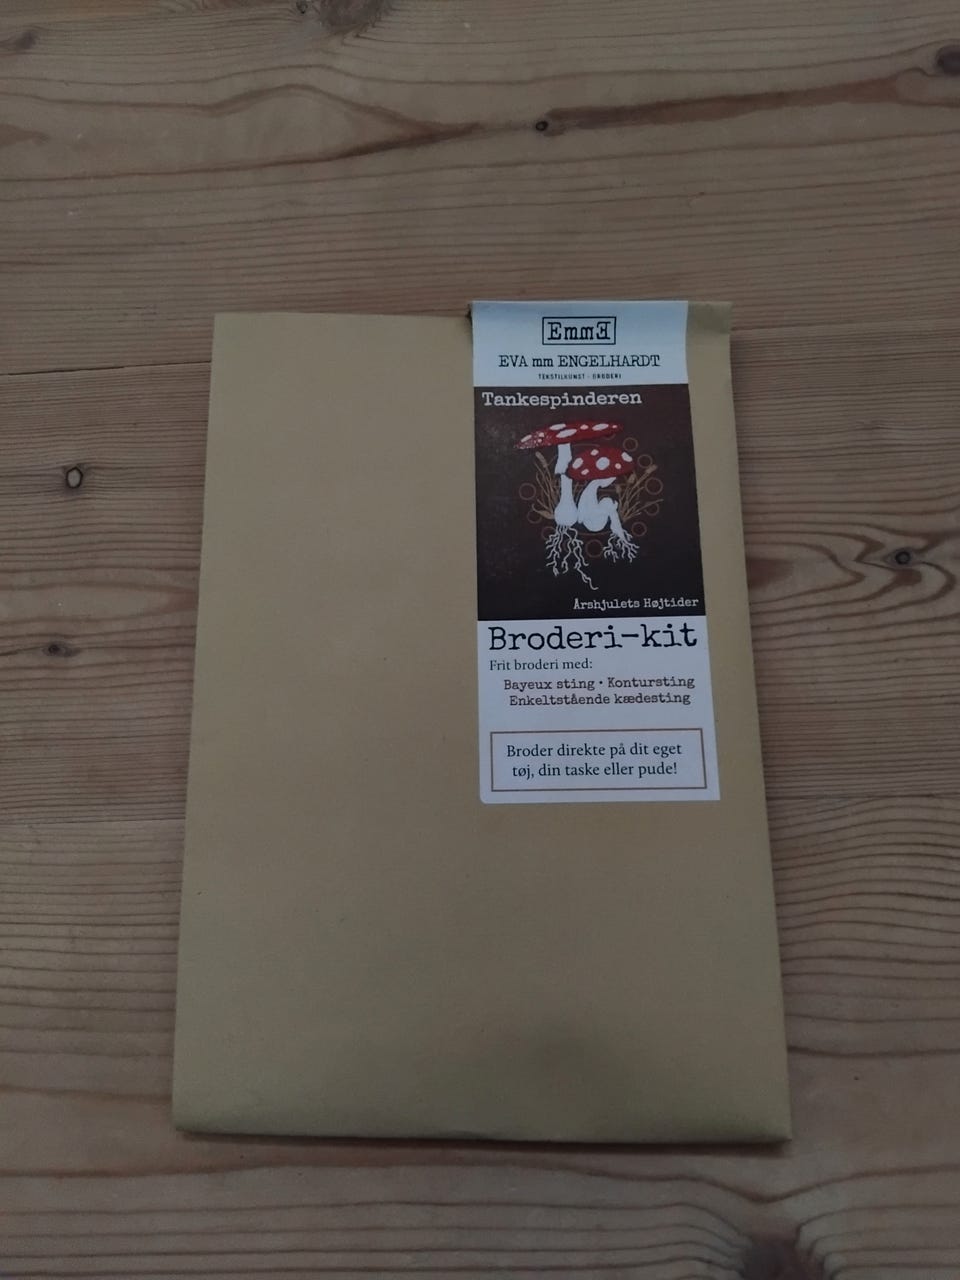 EmmE
EVA mm ENGELHARDT
TEKSTILKUNST · BRODERI
Tankespinderen
Årshjulets Højtider
Broderi-kit
Frit broderi med:
Bayeux sting · Kontursting
Enkeltstående kædesting
Broder direkte på dit eget
tøj, din taske eller pude!